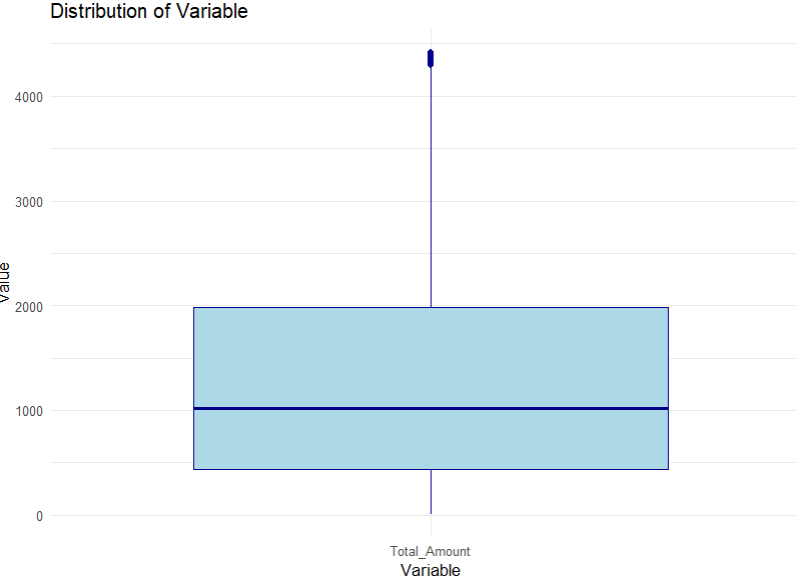 Distribution of Variable
4000
3000
2000
1000
0
Value
Total_Amount
Variable